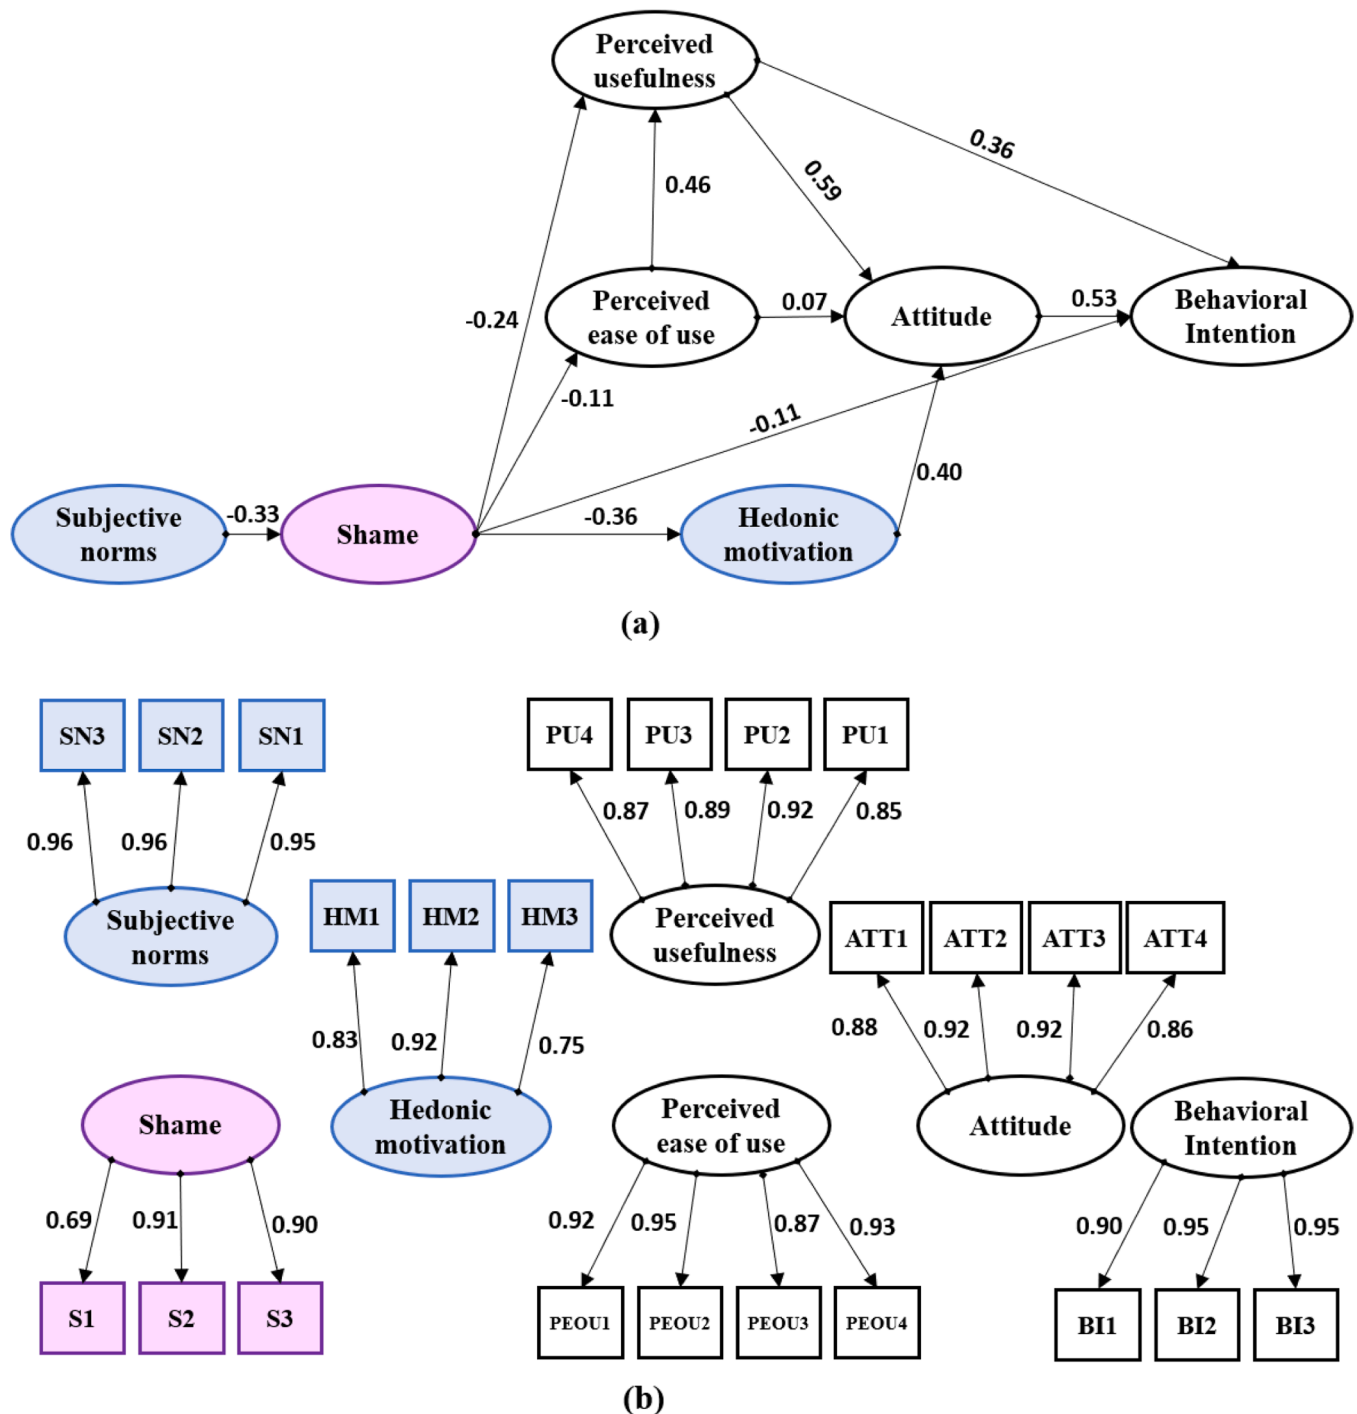 Perceived
usefulness
0.36
0.59
0.46
Perceived
ease of use
0.07
Attitude
0.53
Behavioral
Intention
-0.24
-0.11
-0.11
0.40
Subjective
norms
-0.33
Shame
-0.36
Hedonic
motivation
(a)
SN3 SN2 SN1
0.96 0.96 0.95
Subjective
norms
PU4 PU3 PU2 PU1
0.87 0.89 0.92 0.85
Perceived
usefulness
HM1 HM2 HM3
0.83 0.92 0.75
Hedonic
motivation
ATT1 ATT2 ATT3 ATT4
0.88 0.92 0.92 0.86
Attitude
Shame
0.69 0.91 0.90
S1 S2 S3
Perceived
ease of use
0.92 0.95 0.87 0.93
PEOU1 PEOU2 PEOU3 PEOU4
Behavioral
Intention
0.90 0.95 0.95
BI1 BI2 BI3
(b)